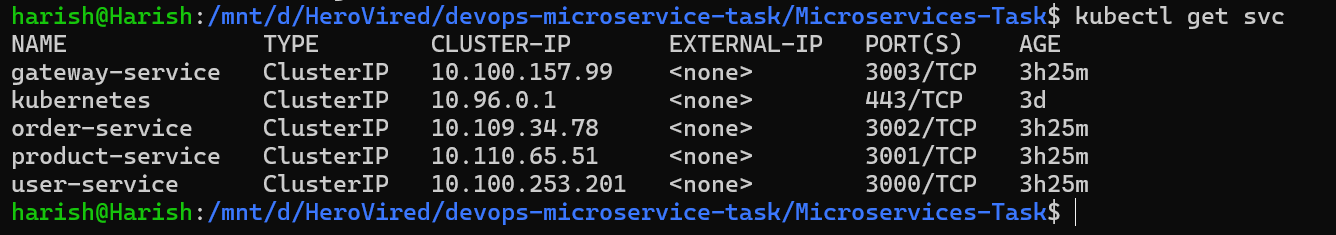 harish@Harish:/mnt/d/HeroVired/devops-microservice-task/Microservices-Task$ kubectl get svc
NAME TYPE CLUSTER-IP EXTERNAL-IP PORT(S) AGE
gateway-service ClusterIP 10.100.157.99 <none> 3003/TCP 3h25m
kubernetes ClusterIP 10.96.0.1 <none> 443/TCP 3d
order-service ClusterIP 10.109.34.78 <none> 3002/TCP 3h25m
product-service ClusterIP 10.110.65.51 <none> 3001/TCP 3h25m
user-service ClusterIP 10.100.253.201 <none> 3000/TCP 3h25m
harish@Harish:/mnt/d/HeroVired/devops-microservice-task/Microservices-Task$